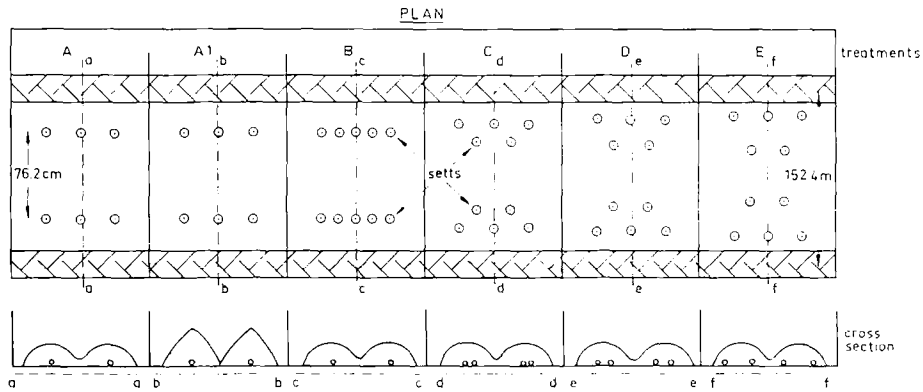 PLAN
A A1 B C D E treatments
a b c d e f
76.2cm setts 152.4m
a b c d e f
cross
section
a a b b c c d d e e f f